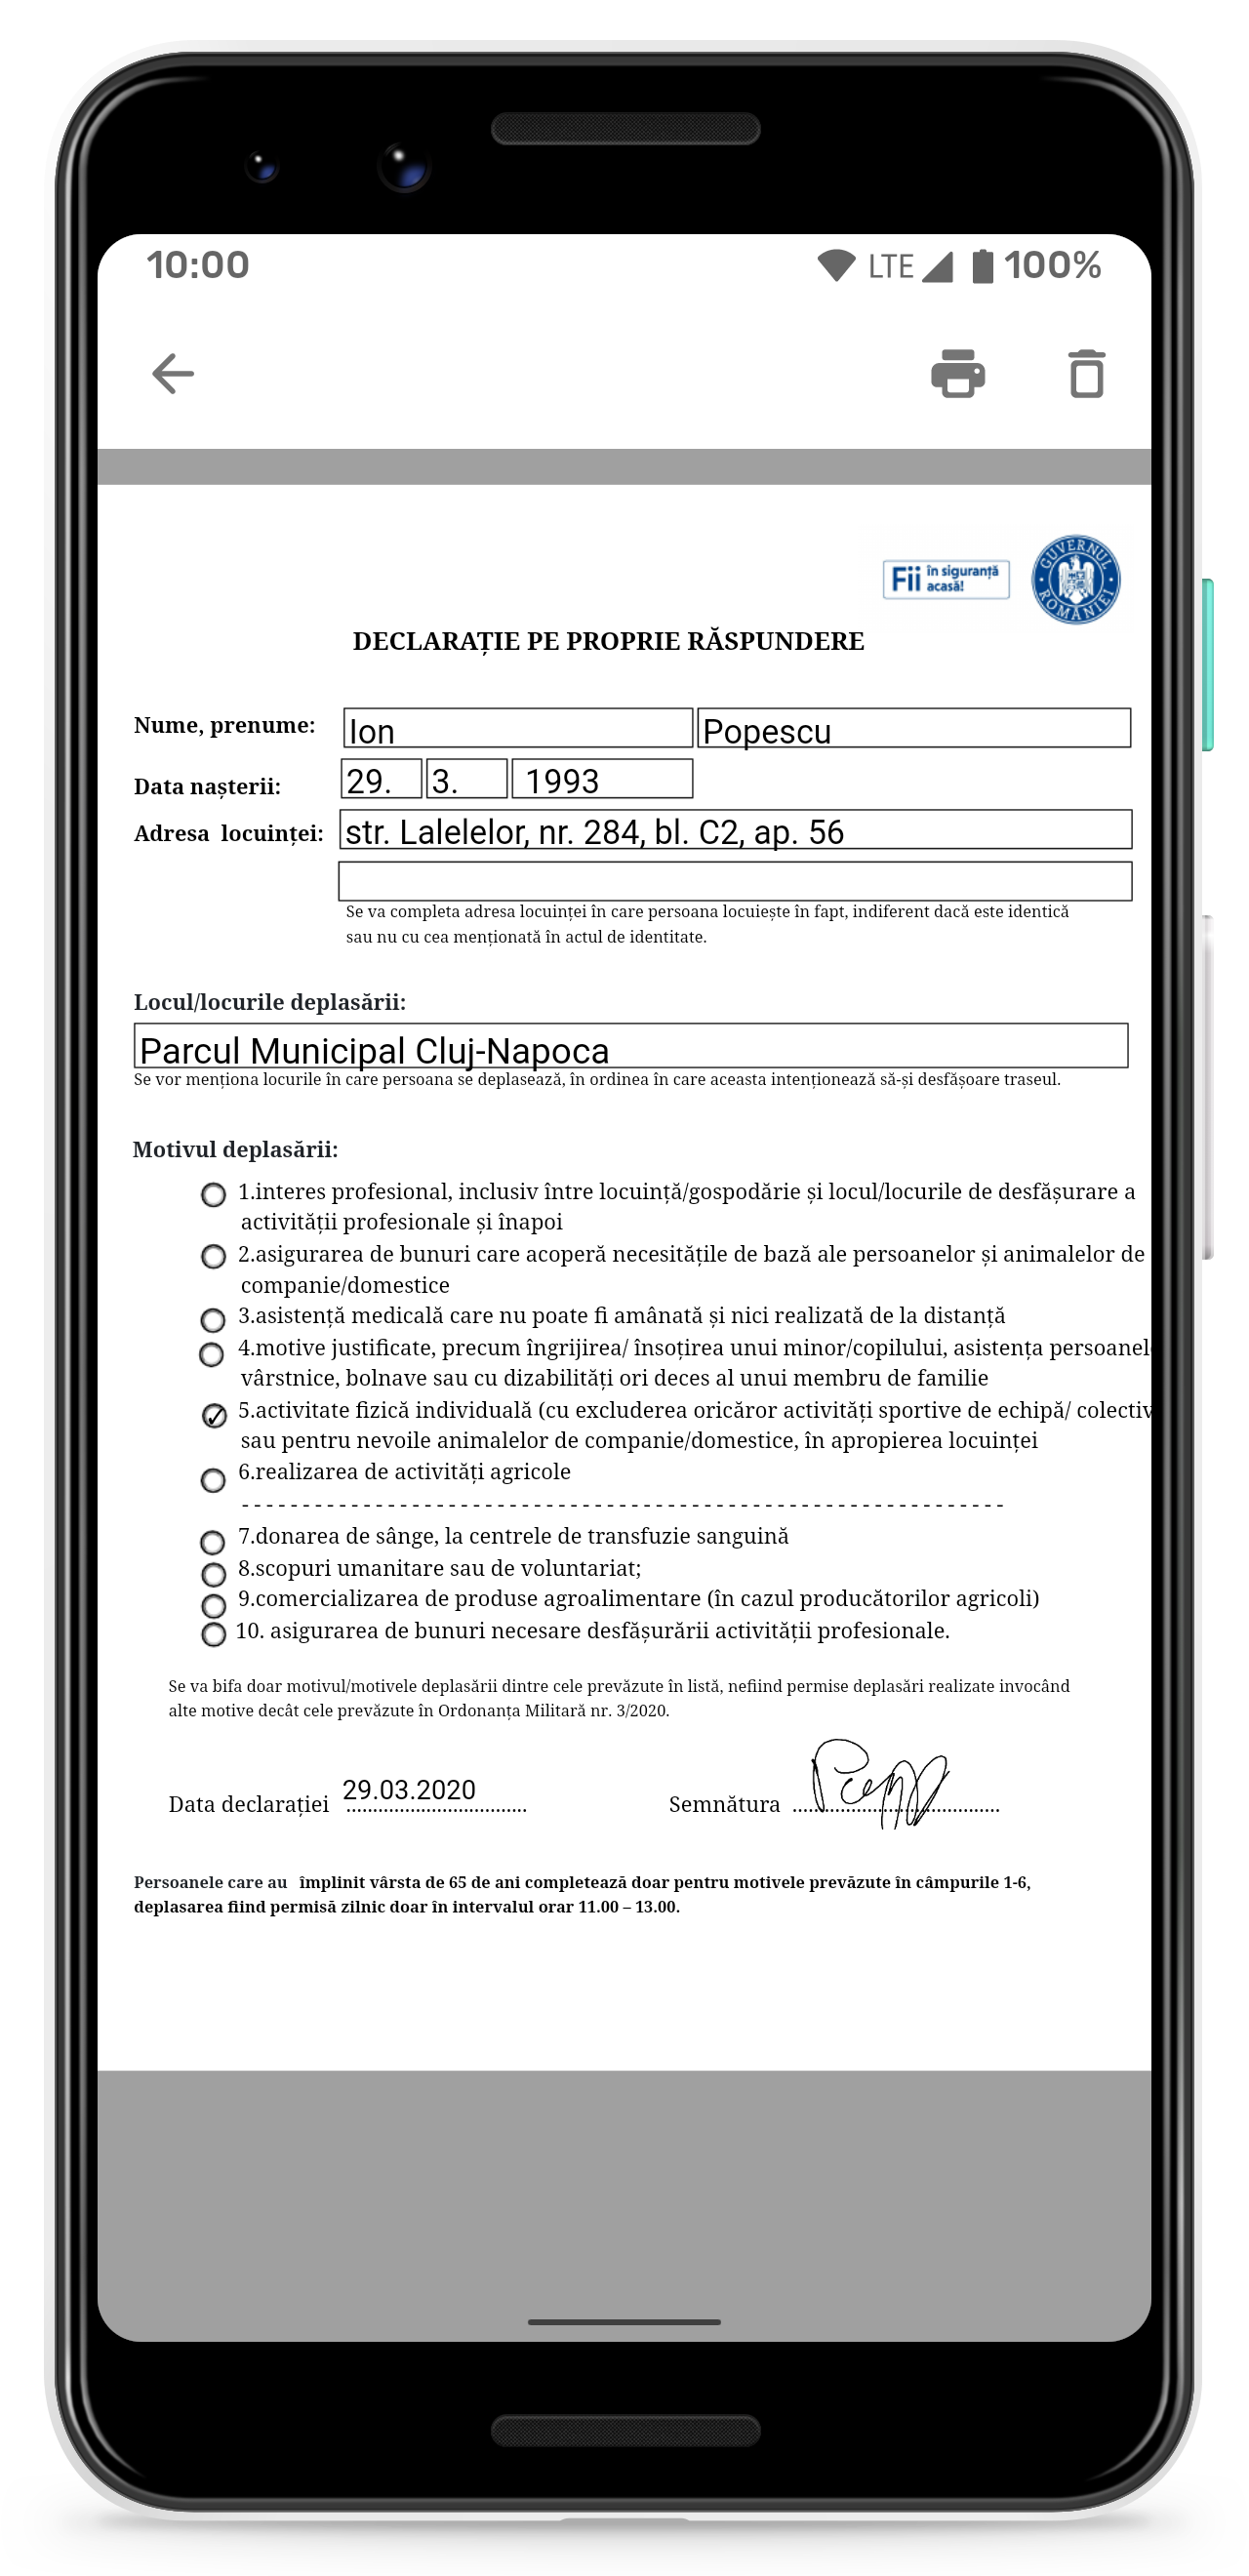 10:00 LTE 100%
Fii în siguranță acasă!
GUVERNUL ROMÂNIEI
DECLARAȚIE PE PROPRIE RĂSPUNDERE
Nume, prenume: Ion Popescu
Data nașterii: 29. 3. 1993
Adresa locuinței: str. Lalelelor, nr. 284, bl. C2, ap. 56
Se va completa adresa locuinței în care persoana locuiește în fapt, indiferent dacă este identică
sau nu cu cea menționată în actul de identitate.
Locul/locurile deplasării:
Parcul Municipal Cluj-Napoca
Se vor menționa locurile în care persoana se deplasează, în ordinea în care aceasta intenționează să-și desfășoare traseul.
Motivul deplasării:
1.interes profesional, inclusiv între locuință/gospodărie și locul/locurile de desfășurare a
activității profesionale și înapoi
2.asigurarea de bunuri care acoperă necesitățile de bază ale persoanelor și animalelor de
companie/domestice
3.asistență medicală care nu poate fi amânată și nici realizată de la distanță
4.motive justificate, precum îngrijirea/ însoțirea unui minor/copilului, asistența persoanel
vârstnice, bolnave sau cu dizabilități ori deces al unui membru de familie
5.activitate fizică individuală (cu excluderea oricăror activități sportive de echipă/ colectiv
sau pentru nevoile animalelor de companie/domestice, în apropierea locuinței
6.realizarea de activități agricole
7.donarea de sânge, la centrele de transfuzie sanguină
8.scopuri umanitare sau de voluntariat;
9.comercializarea de produse agroalimentare (în cazul producătorilor agricoli)
10. asigurarea de bunuri necesare desfășurării activității profesionale.
Se va bifa doar motivul/motivele deplasării dintre cele prevăzute în listă, nefiind permise deplasări realizate invocând
alte motive decât cele prevăzute în Ordonanța Militară nr. 3/2020.
Data declarației 29.03.2020 Semnătura
Persoanele care au împlinit vârsta de 65 de ani completează doar pentru motivele prevăzute în câmpurile 1-6,
deplasarea fiind permisă zilnic doar în intervalul orar 11.00 – 13.00.